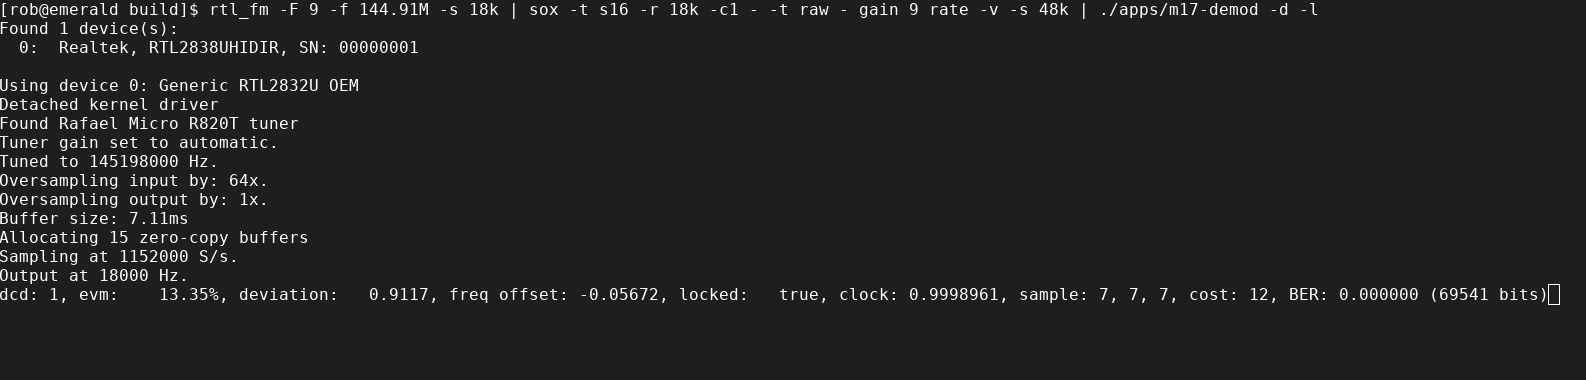 [rob@emerald build]$ rtl_fm -F 9 -f 144.91M -s 18k | sox -t s16 -r 18k -c1 - -t raw - gain 9 rate -v -s 48k | ./apps/m17-demod -d -l
Found 1 device(s):
  0:  Realtek, RTL2838UHIDIR, SN: 00000001
Using device 0: Generic RTL2832U OEM
Detached kernel driver
Found Rafael Micro R820T tuner
Tuner gain set to automatic.
Tuned to 145198000 Hz.
Oversampling input by: 64x.
Oversampling output by: 1x.
Buffer size: 7.11ms
Allocating 15 zero-copy buffers
Sampling at 1152000 S/s.
Output at 18000 Hz.
dcd: 1, evm:    13.35%, deviation:   0.9117, freq offset: -0.05672, locked:   true, clock: 0.9998961, sample: 7, 7, 7, cost: 12, BER: 0.000000 (69541 bits)